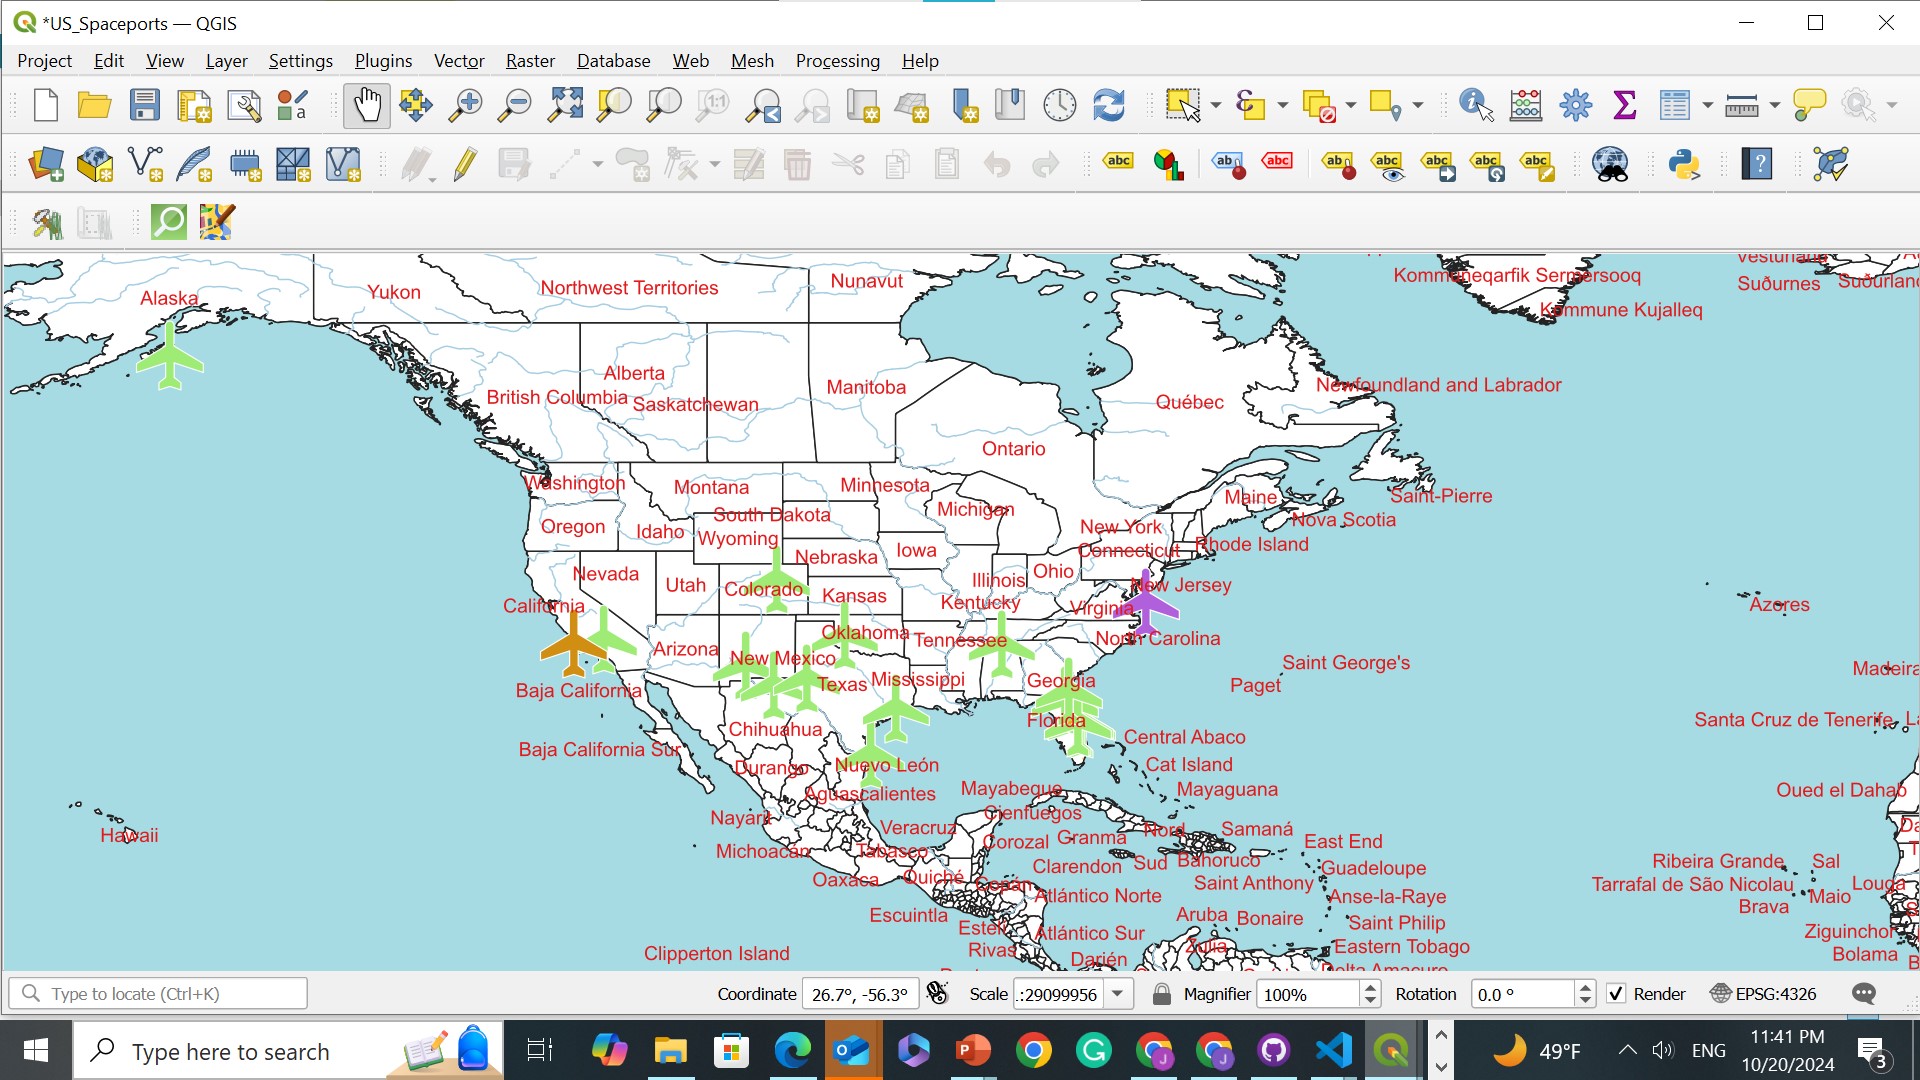 *US_Spaceports — QGIS
Project Edit View Layer Settings Plugins Vector Raster Database Web Mesh Processing Help
Alaska
Yukon
Northwest Territories
Nunavut
Kommuneqarfik Sermersooq
Suðurnes
Kommune Kujalleq
Alberta
British Columbia
Saskatchewan
Manitoba
Québec
Newfoundland and Labrador
Ontario
Washington
Montana
Minnesota
Maine
Saint-Pierre
Michigan
South Dakota
Nova Scotia
Oregon
Idaho
Wyoming
New York
Connecticut
Rhode Island
Nebraska
Iowa
Nevada
Utah
Colorado
Kansas
Illinois
Ohio
New Jersey
California
Kentucky
Virginia
Azores
Arizona
New Mexico
Oklahoma
Tennessee
North Carolina
Saint George's
Paget
Madeira
Baja California
Texas
Mississippi
Georgia
Florida
Santa Cruz de Tenerife
Chihuahua
Central Abaco
Baja California Sur
Durango
Nuevo León
Cat Island
Aguascalientes
Mayabeque
Mayaguana
Oued el Dahab
Hawaii
Nayarit
Veracruz
Cienfuegos
Corozal
Granma
Nord
Samaná
East End
Michoacán
Tabasco
Clarendon
Sud
Bahoruco
Guadeloupe
Ribeira Grande
Sal
Oaxaca
Quiché
Copán
Atlántico Norte
Saint Anthony
Anse-la-Raye
Tarrafal de São Nicolau
Maio
Louga
Brava
Escuintla
Estelí
Rivas
Atlántico Sur
Aruba
Bonaire
Saint Philip
Ziguinchor
Clipperton Island
Darién
Zulia
Eastern Tobago
Bolama
Delta Amacuro
Type to locate (Ctrl+K) Coordinate 26.7°, -56.3° Scale .:29099956 Magnifier 100% Rotation 0.0 ° Render EPSG:4326
Type here to search 49°F ENG 11:41 PM
10/20/2024
3